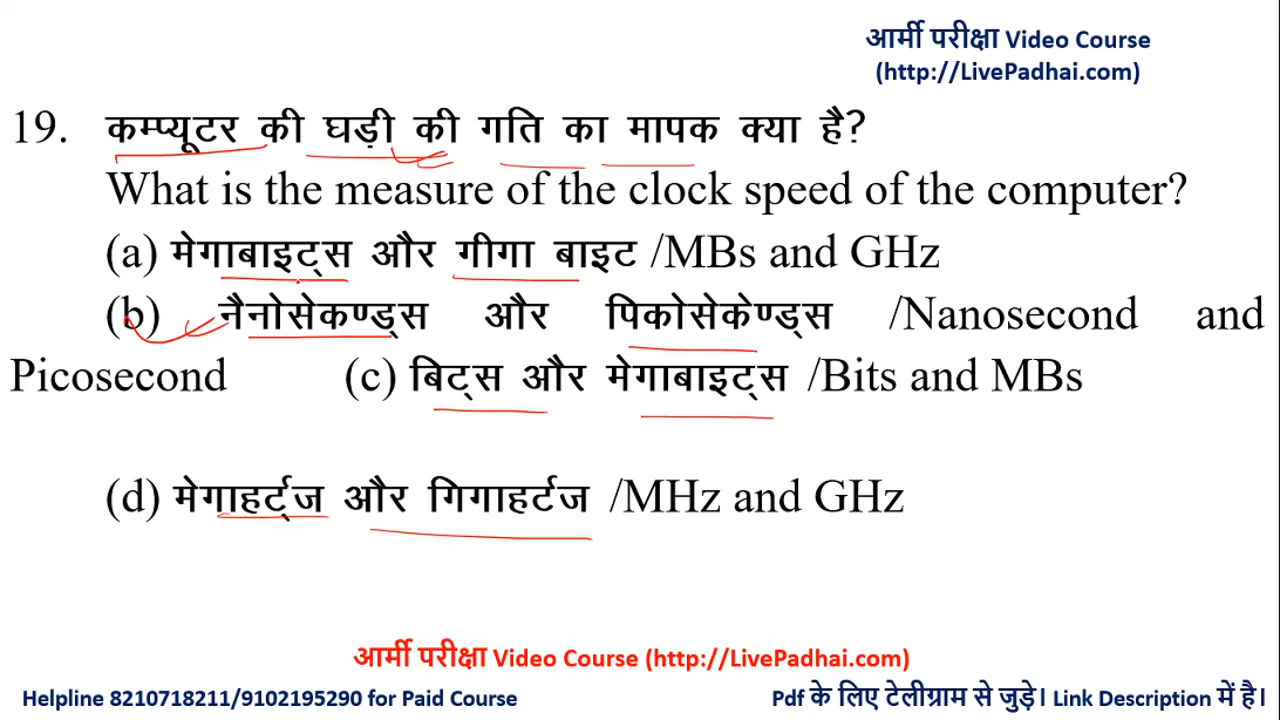 आर्मी परीक्षा Video Course
(http://LivePadhai.com)
19. कम्प्यूटर की घड़ी की गति का मापक क्या है?
What is the measure of the clock speed of the computer?
(a) मेगाबाइट्स और गीगा बाइट /MBs and GHz
(b) नैनोसेकण्ड्स और पिकोसेकेण्ड्स /Nanosecond and
Picosecond (c) बिट्स और मेगाबाइट्स /Bits and MBs
(d) मेगाहर्ट्ज और गिगाहर्टज /MHz and GHz
आर्मी परीक्षा Video Course (http://LivePadhai.com)
Helpline 8210718211/9102195290 for Paid Course Pdf के लिए टेलीग्राम से जुड़े। Link Description में है।